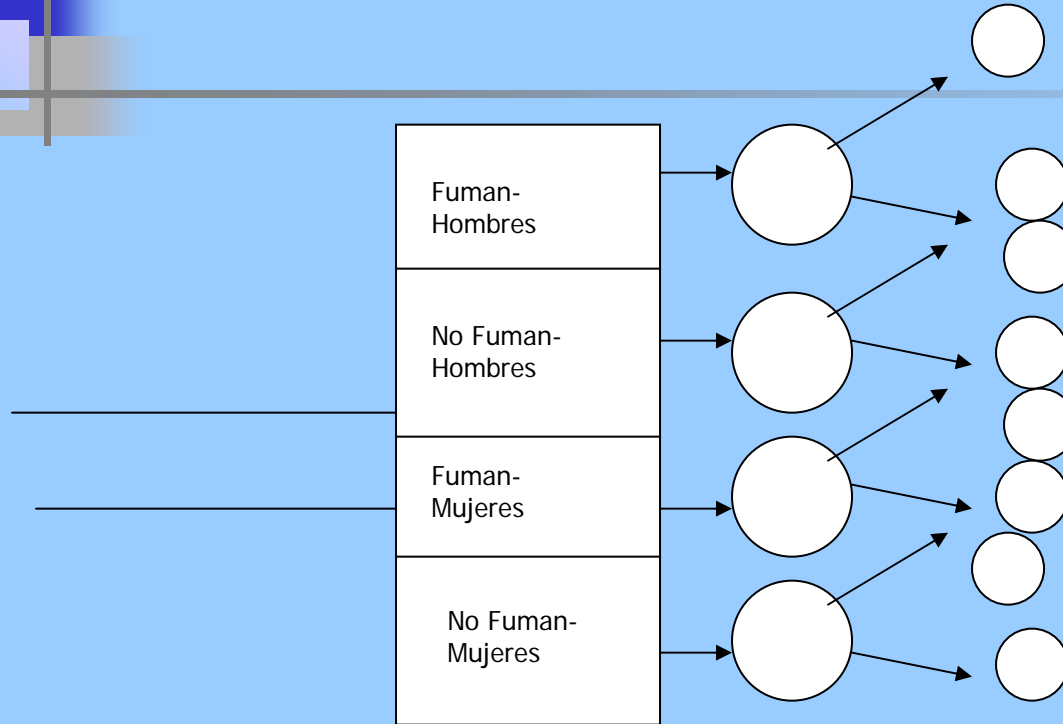 Fuman-
Hombres
No Fuman-
Hombres
Fuman-
Mujeres
No Fuman-
Mujeres